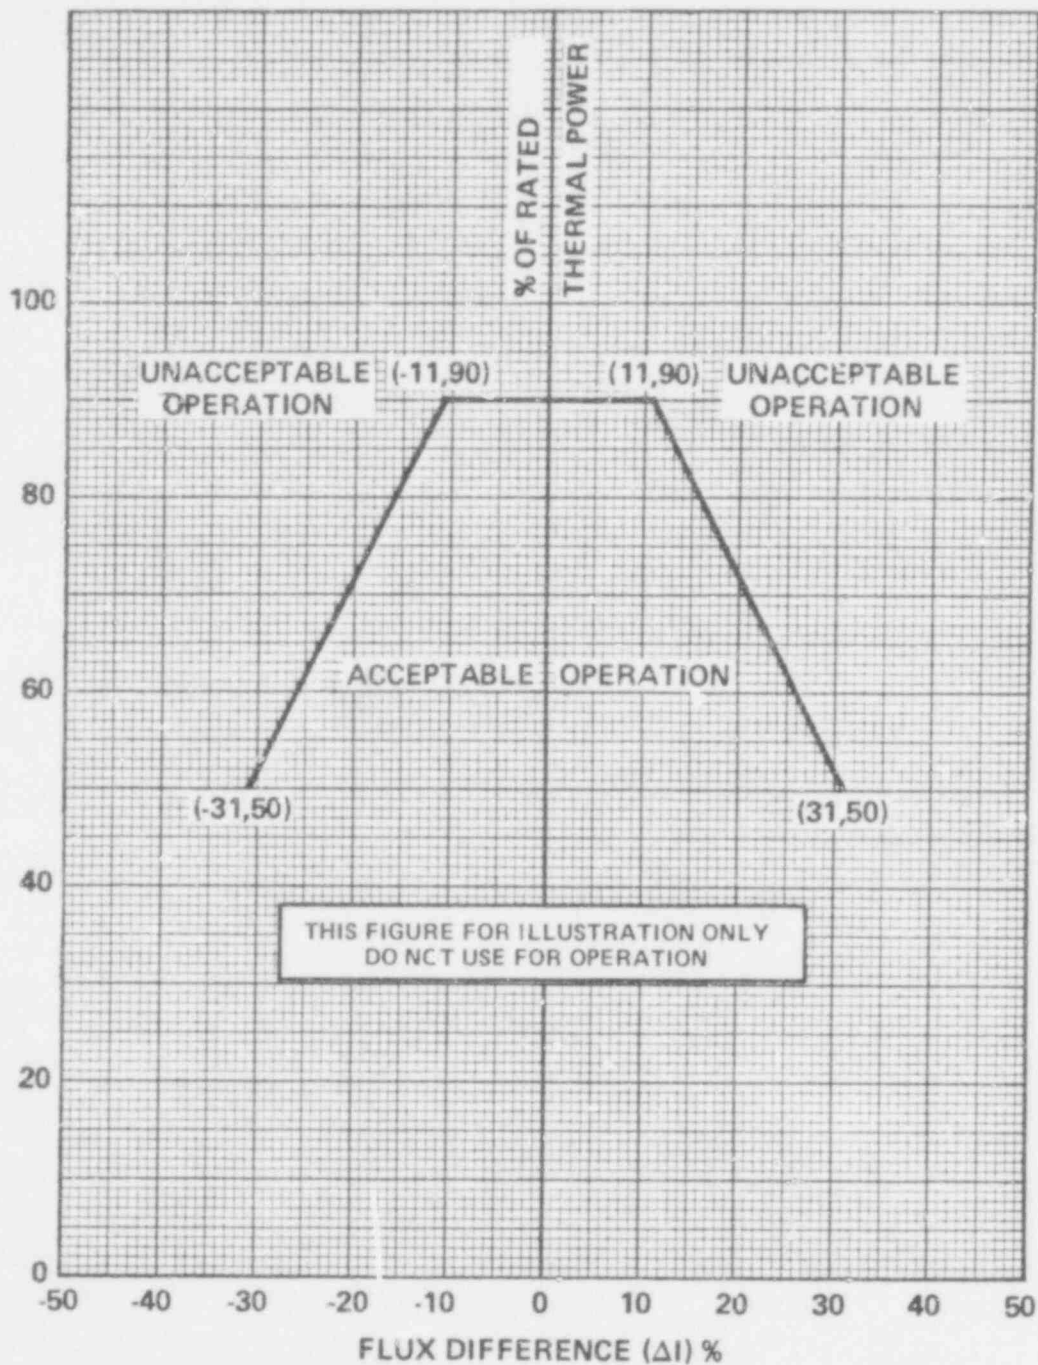 % OF RATED
THERMAL POWER
100
UNACCEPTABLE
OPERATION
(-11,90)
(11,90)
UNACCEPTABLE
OPERATION
80
ACCEPTABLE OPERATION
60
(-31,50)
(31,50)
40
THIS FIGURE FOR ILLUSTRATION ONLY
DO NCT USE FOR OPERATION
20
0
-50 -40 -30 -20 -10 0 10 20 30 40 50
FLUX DIFFERENCE (ΔI) %